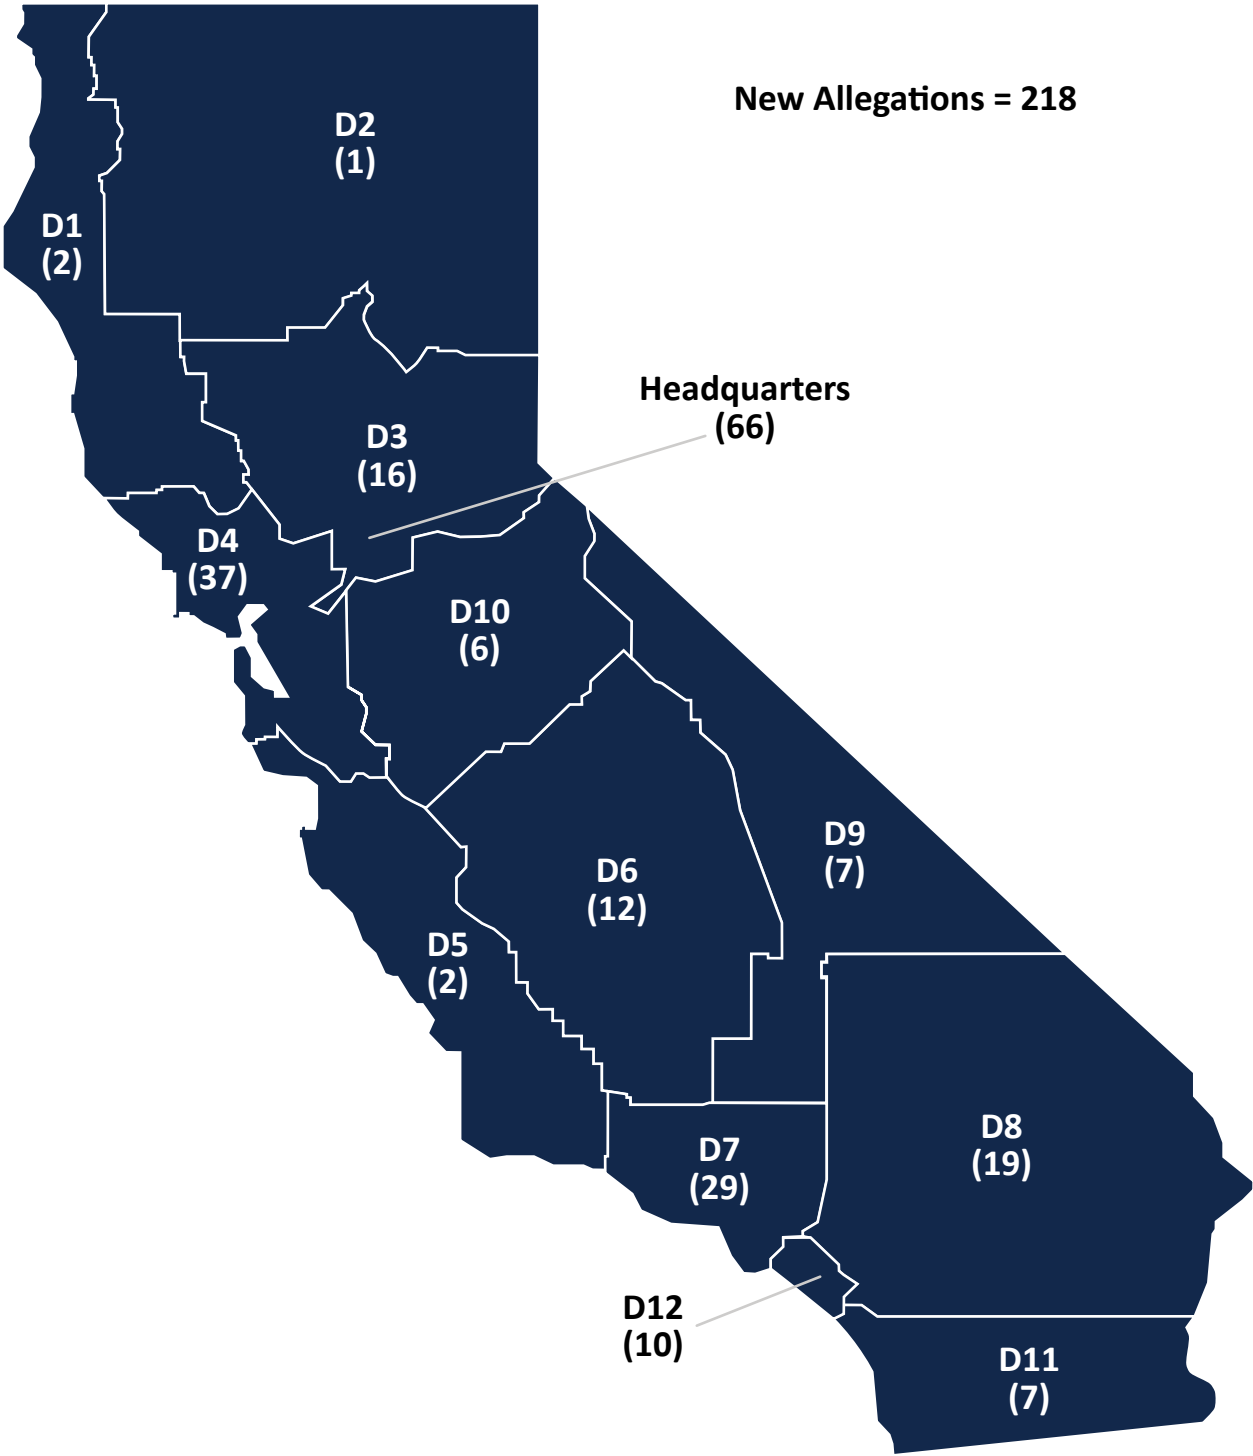 New Allegations = 218
D2
(1)
D1
(2)
Headquarters
(66)
D3
(16)
D4
(37)
D10
(6)
D9
(7)
D6
(12)
D5
(2)
D8
(19)
D7
(29)
D12
(10)
D11
(7)